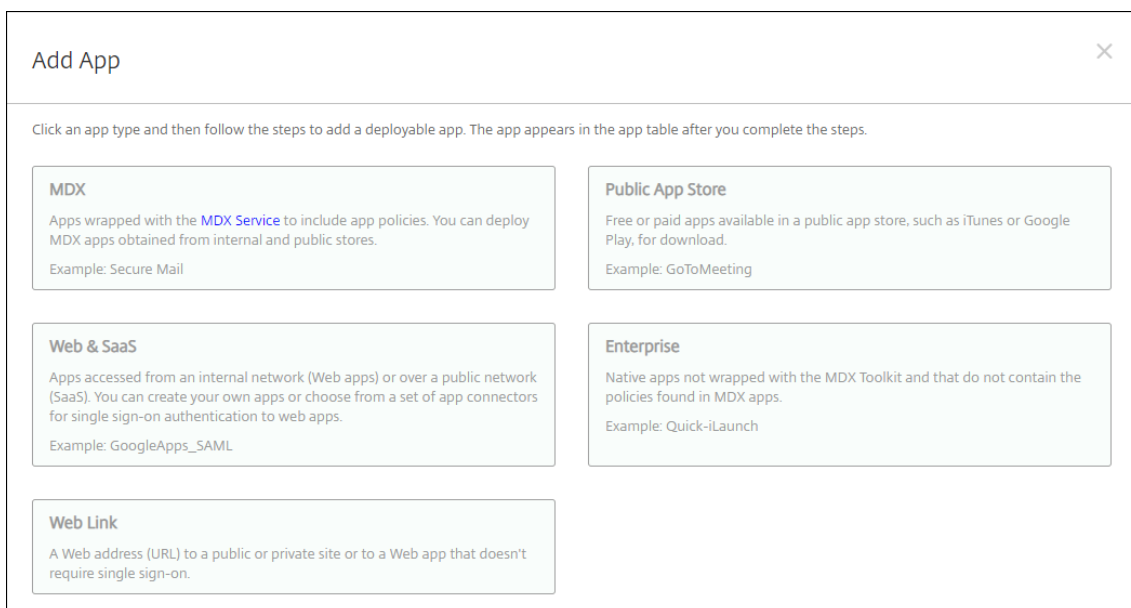 Add App
Click an app type and then follow the steps to add a deployable app. The app appears in the app table after you complete the steps.
MDX
Apps wrapped with the MDX Service to include app policies. You can deploy
MDX apps obtained from internal and public stores.
Example: Secure Mail
Public App Store
Free or paid apps available in a public app store, such as iTunes or Google
Play, for download.
Example: GoToMeeting
Web & SaaS
Apps accessed from an internal network (Web apps) or over a public network
(SaaS). You can create your own apps or choose from a set of app connectors
for single sign-on authentication to web apps.
Example: GoogleApps_SAML
Enterprise
Native apps not wrapped with the MDX Toolkit and that do not contain the
policies found in MDX apps.
Example: Quick-iLaunch
Web Link
A Web address (URL) to a public or private site or to a Web app that doesn't
require single sign-on.